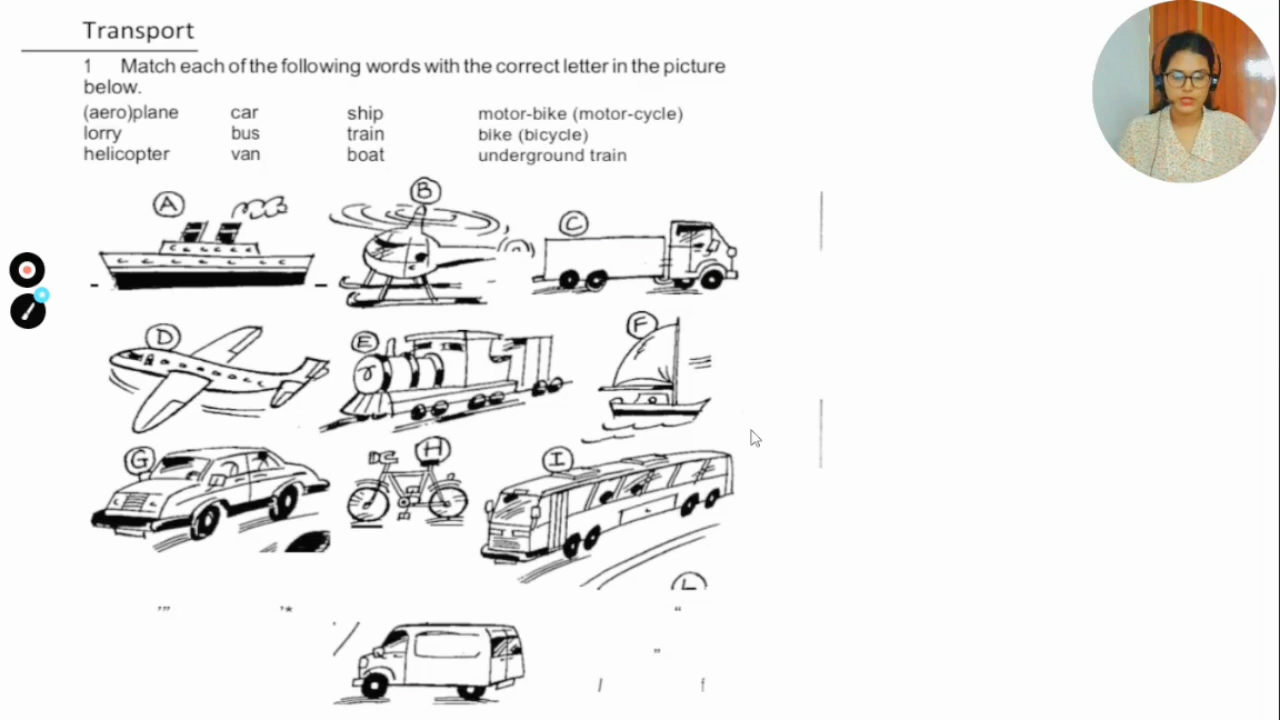 Transport
1 Match each of the following words with the correct letter in the picture
below.
(aero)plane car ship motor-bike (motor-cycle)
lorry bus train bike (bicycle)
helicopter van boat underground train
A
B
C
D
E
F
G
H
I
L